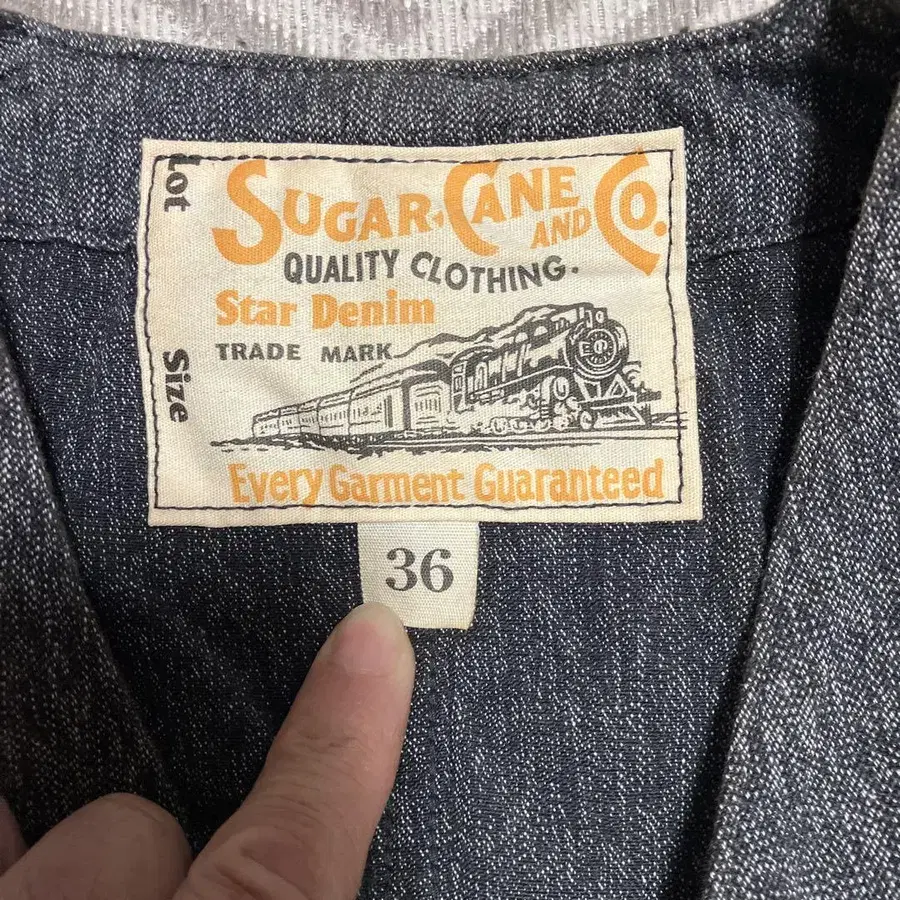 Lot
Size
SUGAR·CANE AND CO.
QUALITY CLOTHING.
Star Denim
TRADE MARK
Every Garment Guaranteed
36